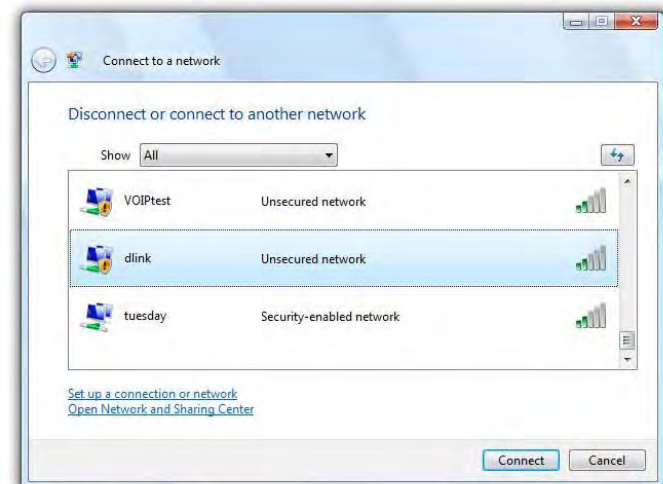 Connect to a network
Disconnect or connect to another network
Show All
VOIPtest Unsecured network
dlink Unsecured network
tuesday Security-enabled network
Set up a connection or network
Open Network and Sharing Center
Connect Cancel